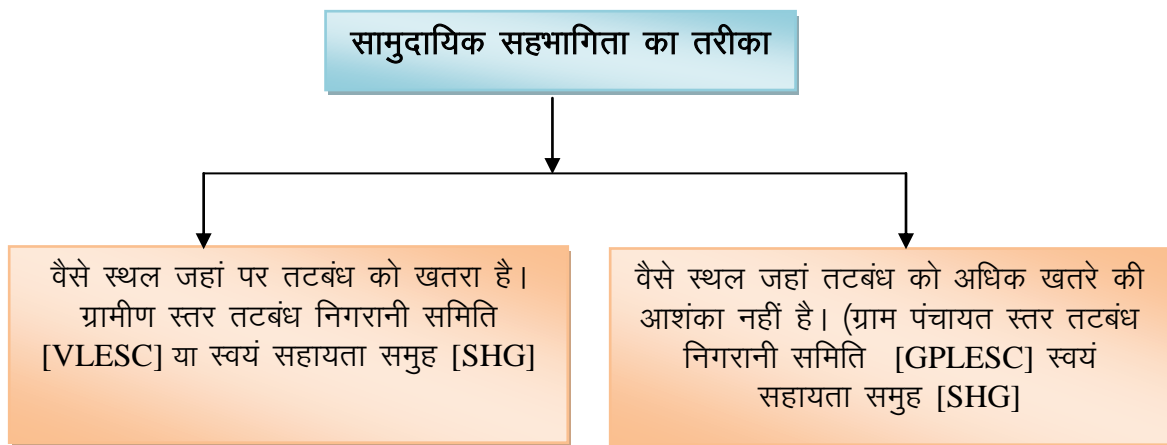 सामुदायिक सहभागिता का तरीका
वैसे स्थल जहां पर तटबंध को खतरा है।
ग्रामीण स्तर तटबंध निगरानी समिति
[VLESC] या स्वयं सहायता समुह [SHG]
वैसे स्थल जहां तटबंध को अधिक खतरे की
आशंका नहीं है। (ग्राम पंचायत स्तर तटबंध
निगरानी समिति [GPLESC] स्वयं
सहायता समुह [SHG]